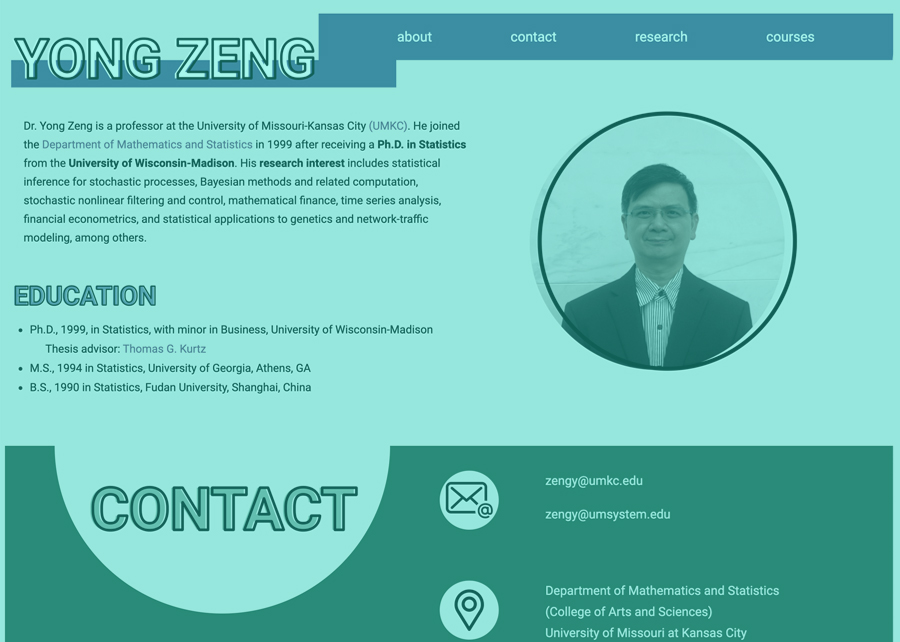 YONG ZENG
about contact research courses
Dr. Yong Zeng is a professor at the University of Missouri-Kansas City (UMKC). He joined
the Department of Mathematics and Statistics in 1999 after receiving a Ph.D. in Statistics
from the University of Wisconsin-Madison. His research interest includes statistical
inference for stochastic processes, Bayesian methods and related computation,
stochastic nonlinear filtering and control, mathematical finance, time series analysis,
financial econometrics, and statistical applications to genetics and network-traffic
modeling, among others.
EDUCATION
Ph.D., 1999, in Statistics, with minor in Business, University of Wisconsin-Madison
Thesis advisor: Thomas G. Kurtz
M.S., 1994 in Statistics, University of Georgia, Athens, GA
B.S., 1990 in Statistics, Fudan University, Shanghai, China
CONTACT
@
zengy@umkc.edu
zengy@umsystem.edu
Department of Mathematics and Statistics
(College of Arts and Sciences)
University of Missouri at Kansas City